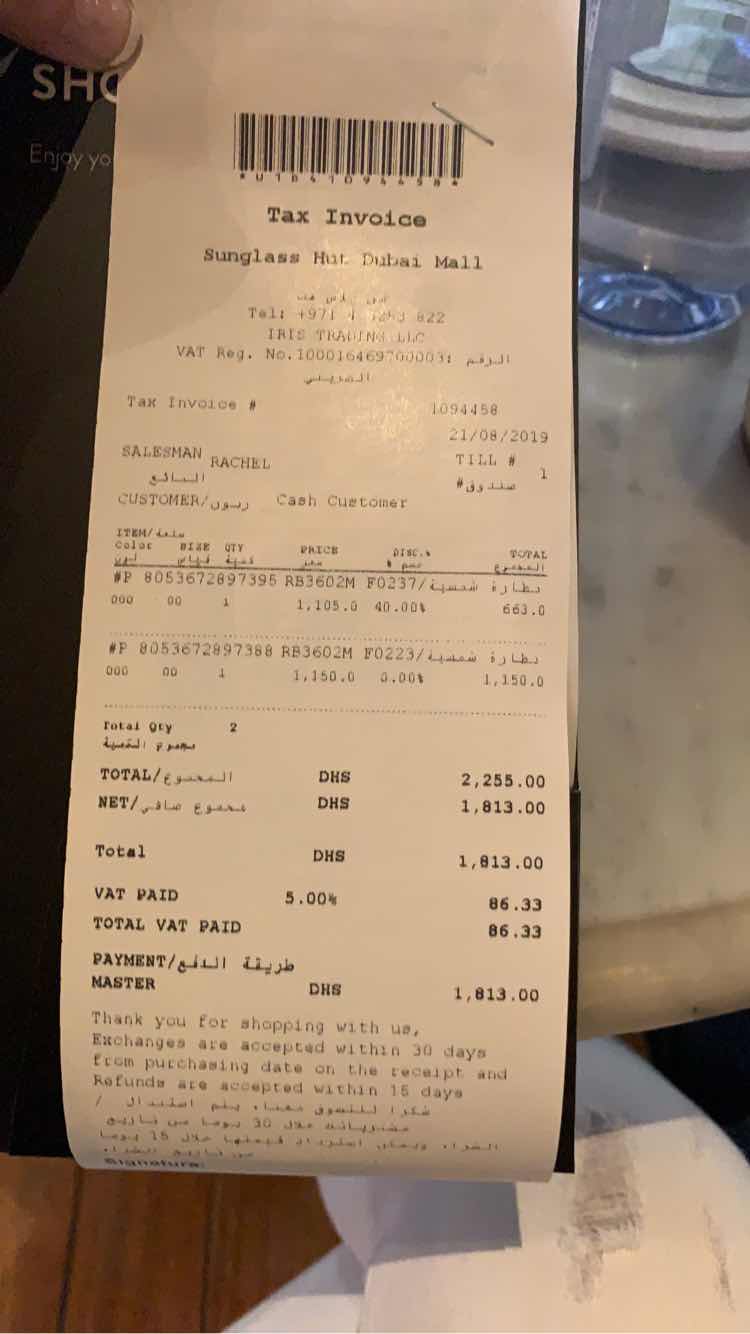 SHO
Enjoy yo
Tax Invoice
Sunglass Hut Dubai Mall
Tel: +971 4 822
IRIS TRADING LLC
VAT Reg. No. الرقم
الضريبي
Tax Invoice # 1094458
21/08/2019
SALESMAN RACHEL TILL # 1
البائع صندوق#
CUSTOMER/زبون Cash Customer
ITEM/سلعة
Color SIZE QTY PRICE DISC.% TOTAL
لون قياس كمية سعر خصم % المجموع
#P 8053672897395 RB3602M F0237/نظارة شمسية
000 00 1 1,105.0 40.00% 663.0
#P 8053672897388 RB3602M F0223/نظارة شمسية
000 00 1 1,150.0 0.00% 1,150.0
Total Qty 2
مجموع الكمية
TOTAL/المجموع DHS 2,255.00
NET/مجموع صافي DHS 1,813.00
Total DHS 1,813.00
VAT PAID 5.00% 86.33
TOTAL VAT PAID 86.33
PAYMENT/طريقة الدفع
MASTER DHS 1,813.00
Thank you for shopping with us,
Exchanges are accepted within 30 days
from purchasing date on the receipt and
Refunds are accepted within 15 days
/ شكرا للتسوق معنا، يتم استبدال
مشترياتك خلال 30 يوما من تاريخ
الشراء، ويمكن استرداد قيمتها خلال 15 يوما
من تاريخ الشراء
Signature: